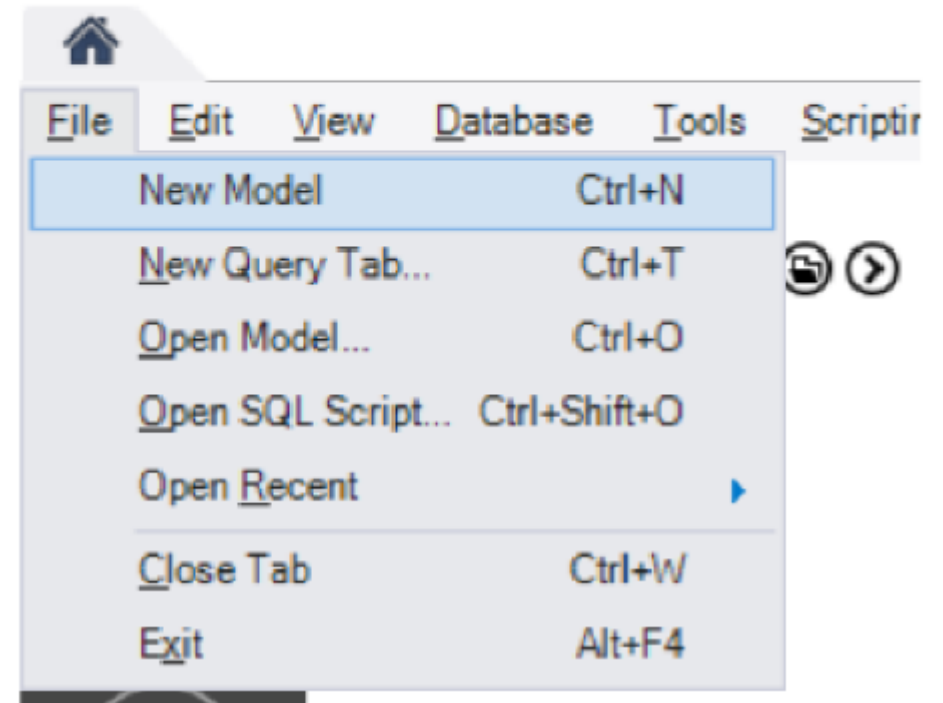 File Edit View Database Tools Scriptin
New Model Ctrl+N
New Query Tab... Ctrl+T
Open Model... Ctrl+O
Open SQL Script... Ctrl+Shift+O
Open Recent
Close Tab Ctrl+W
Exit Alt+F4